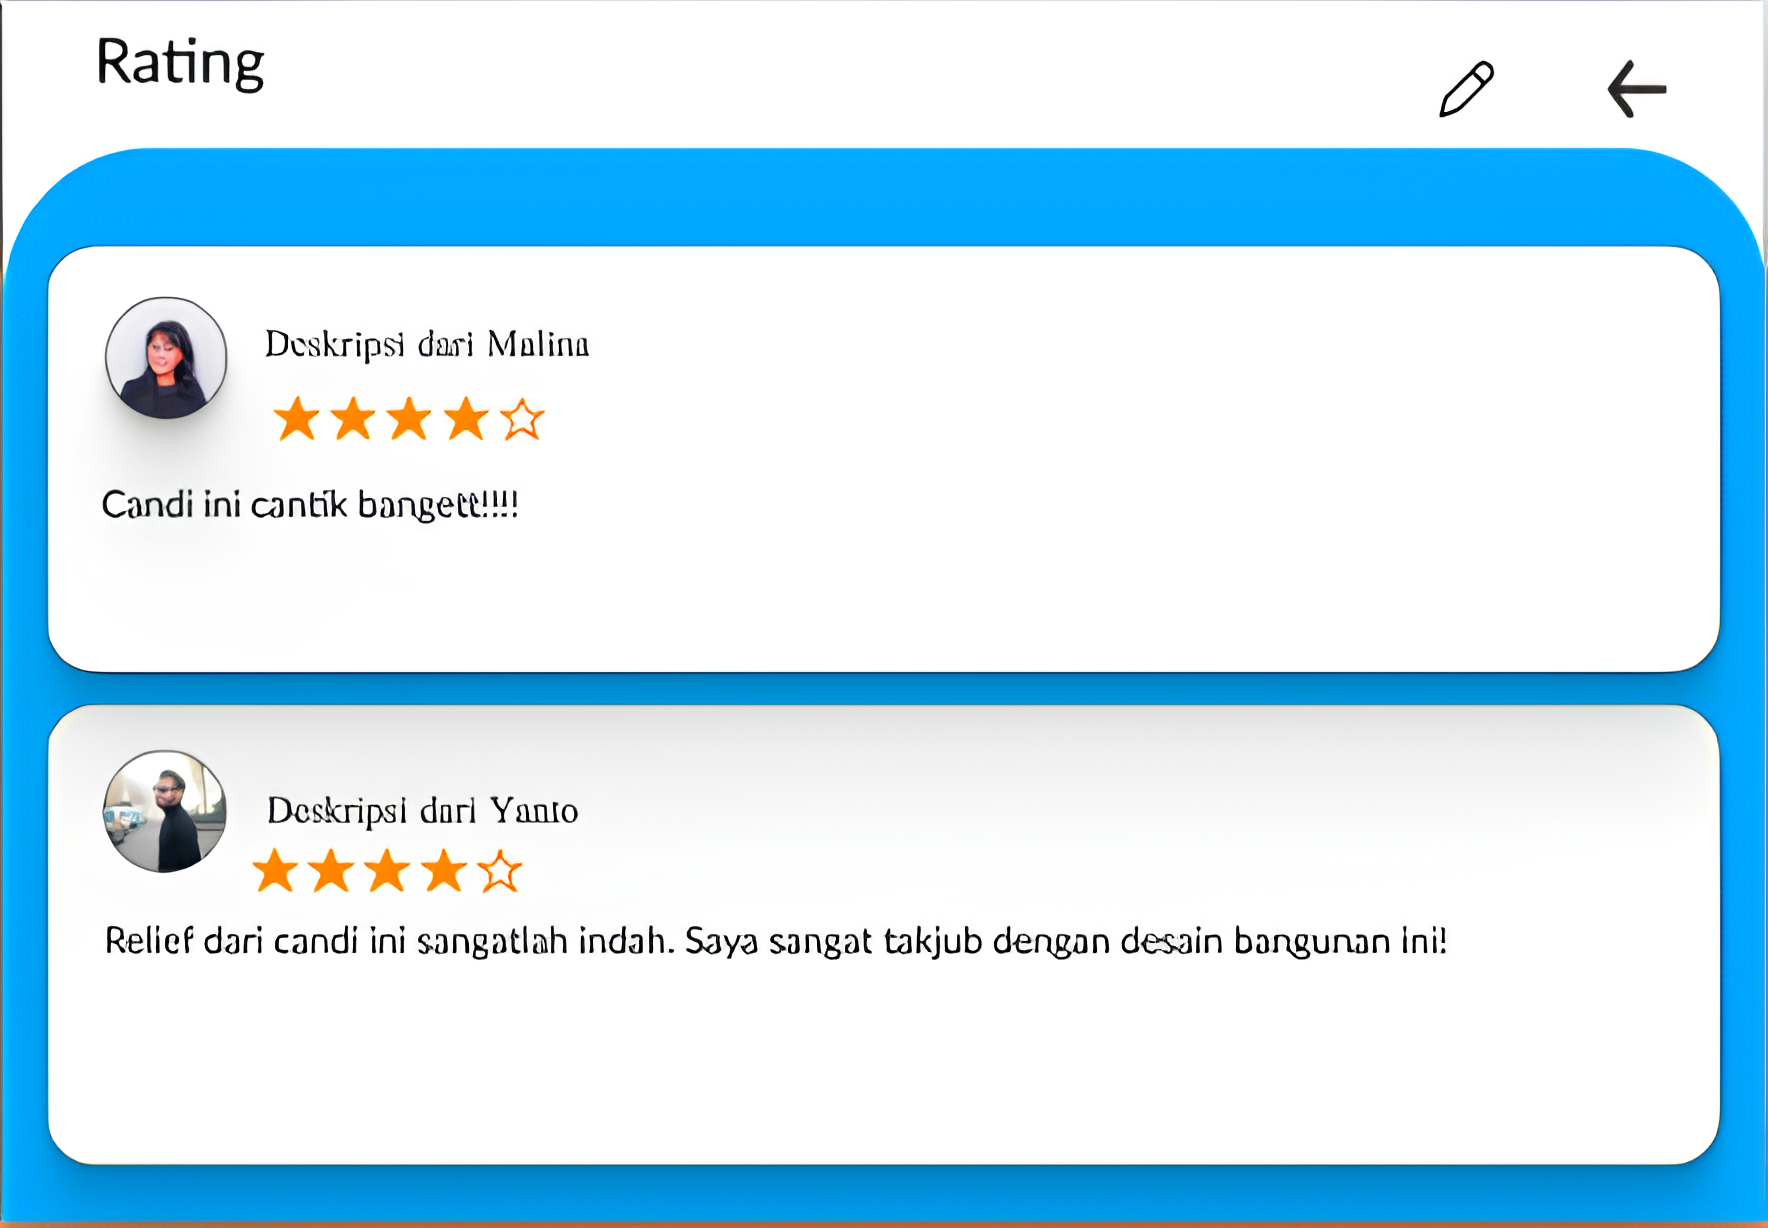 Rating
Deskripsi dari Malina
Candi ini cantik bangett!!!!
Deskripsi dari Yanto
Relief dari candi ini sangatlah indah. Saya sangat takjub dengan desain bangunan ini!